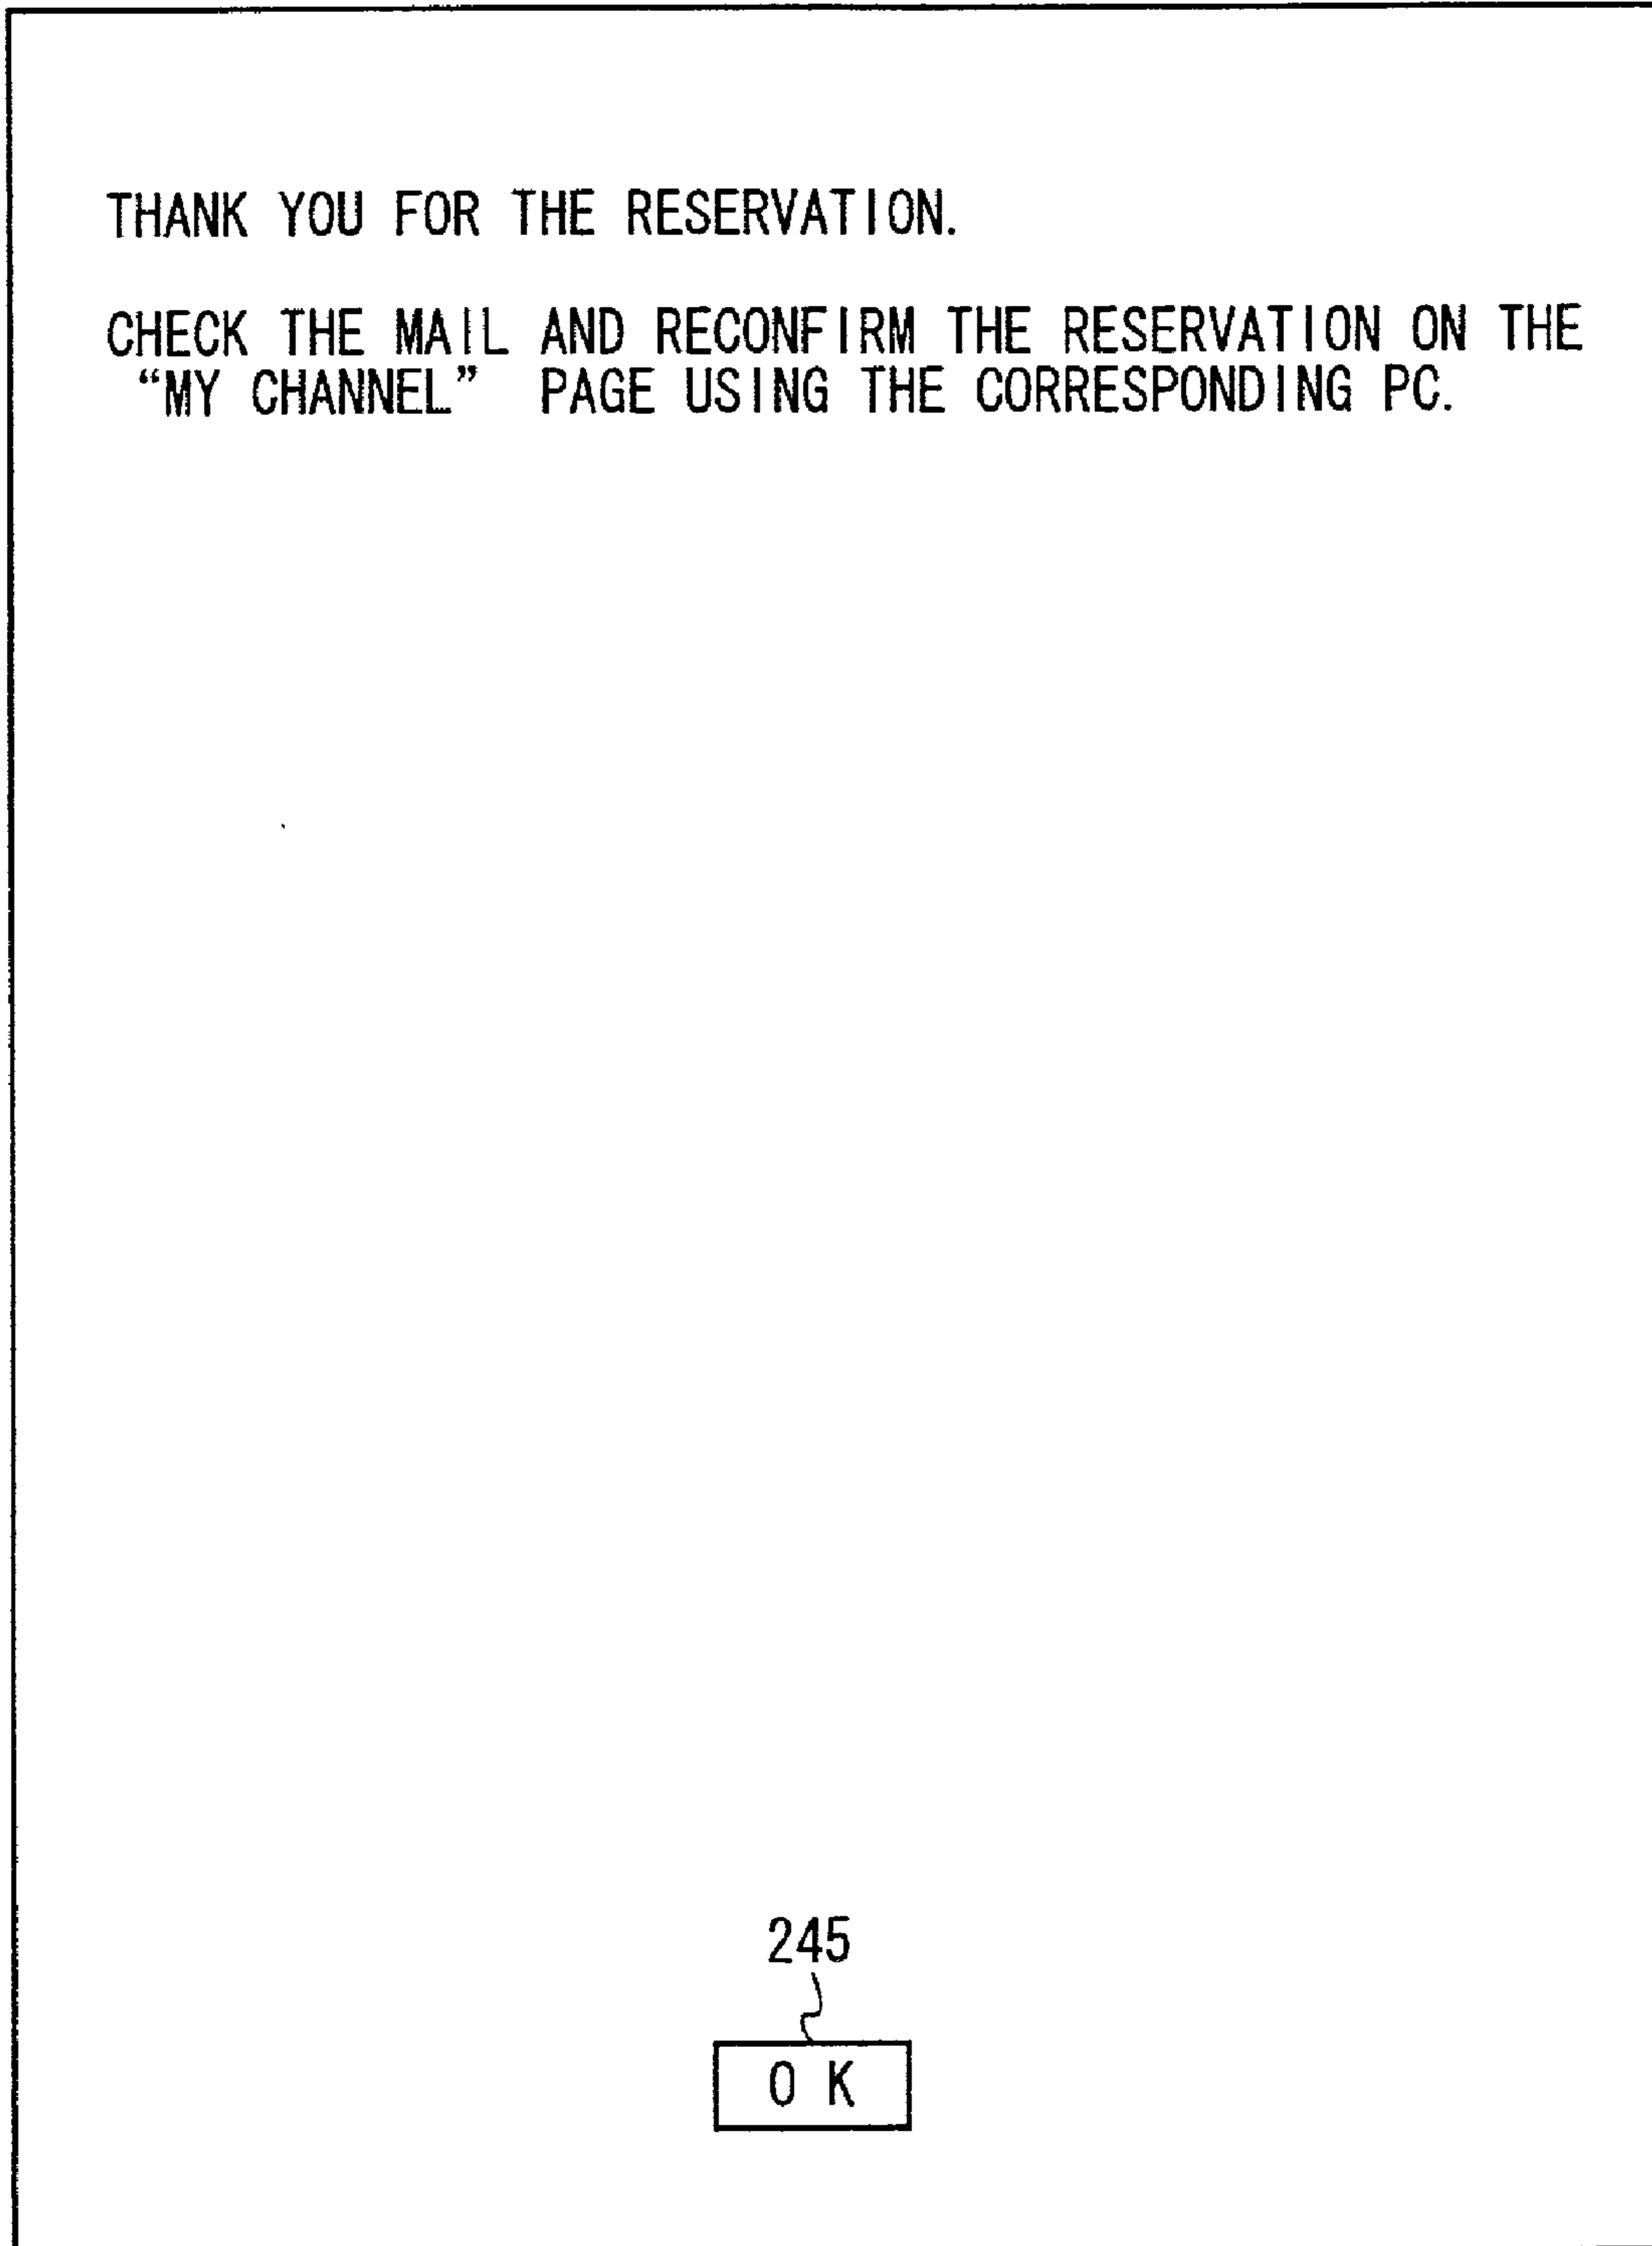 THANK YOU FOR THE RESERVATION.
CHECK THE MAIL AND RECONFIRM THE RESERVATION ON THE
“MY CHANNEL” PAGE USING THE CORRESPONDING PC.
245
OK